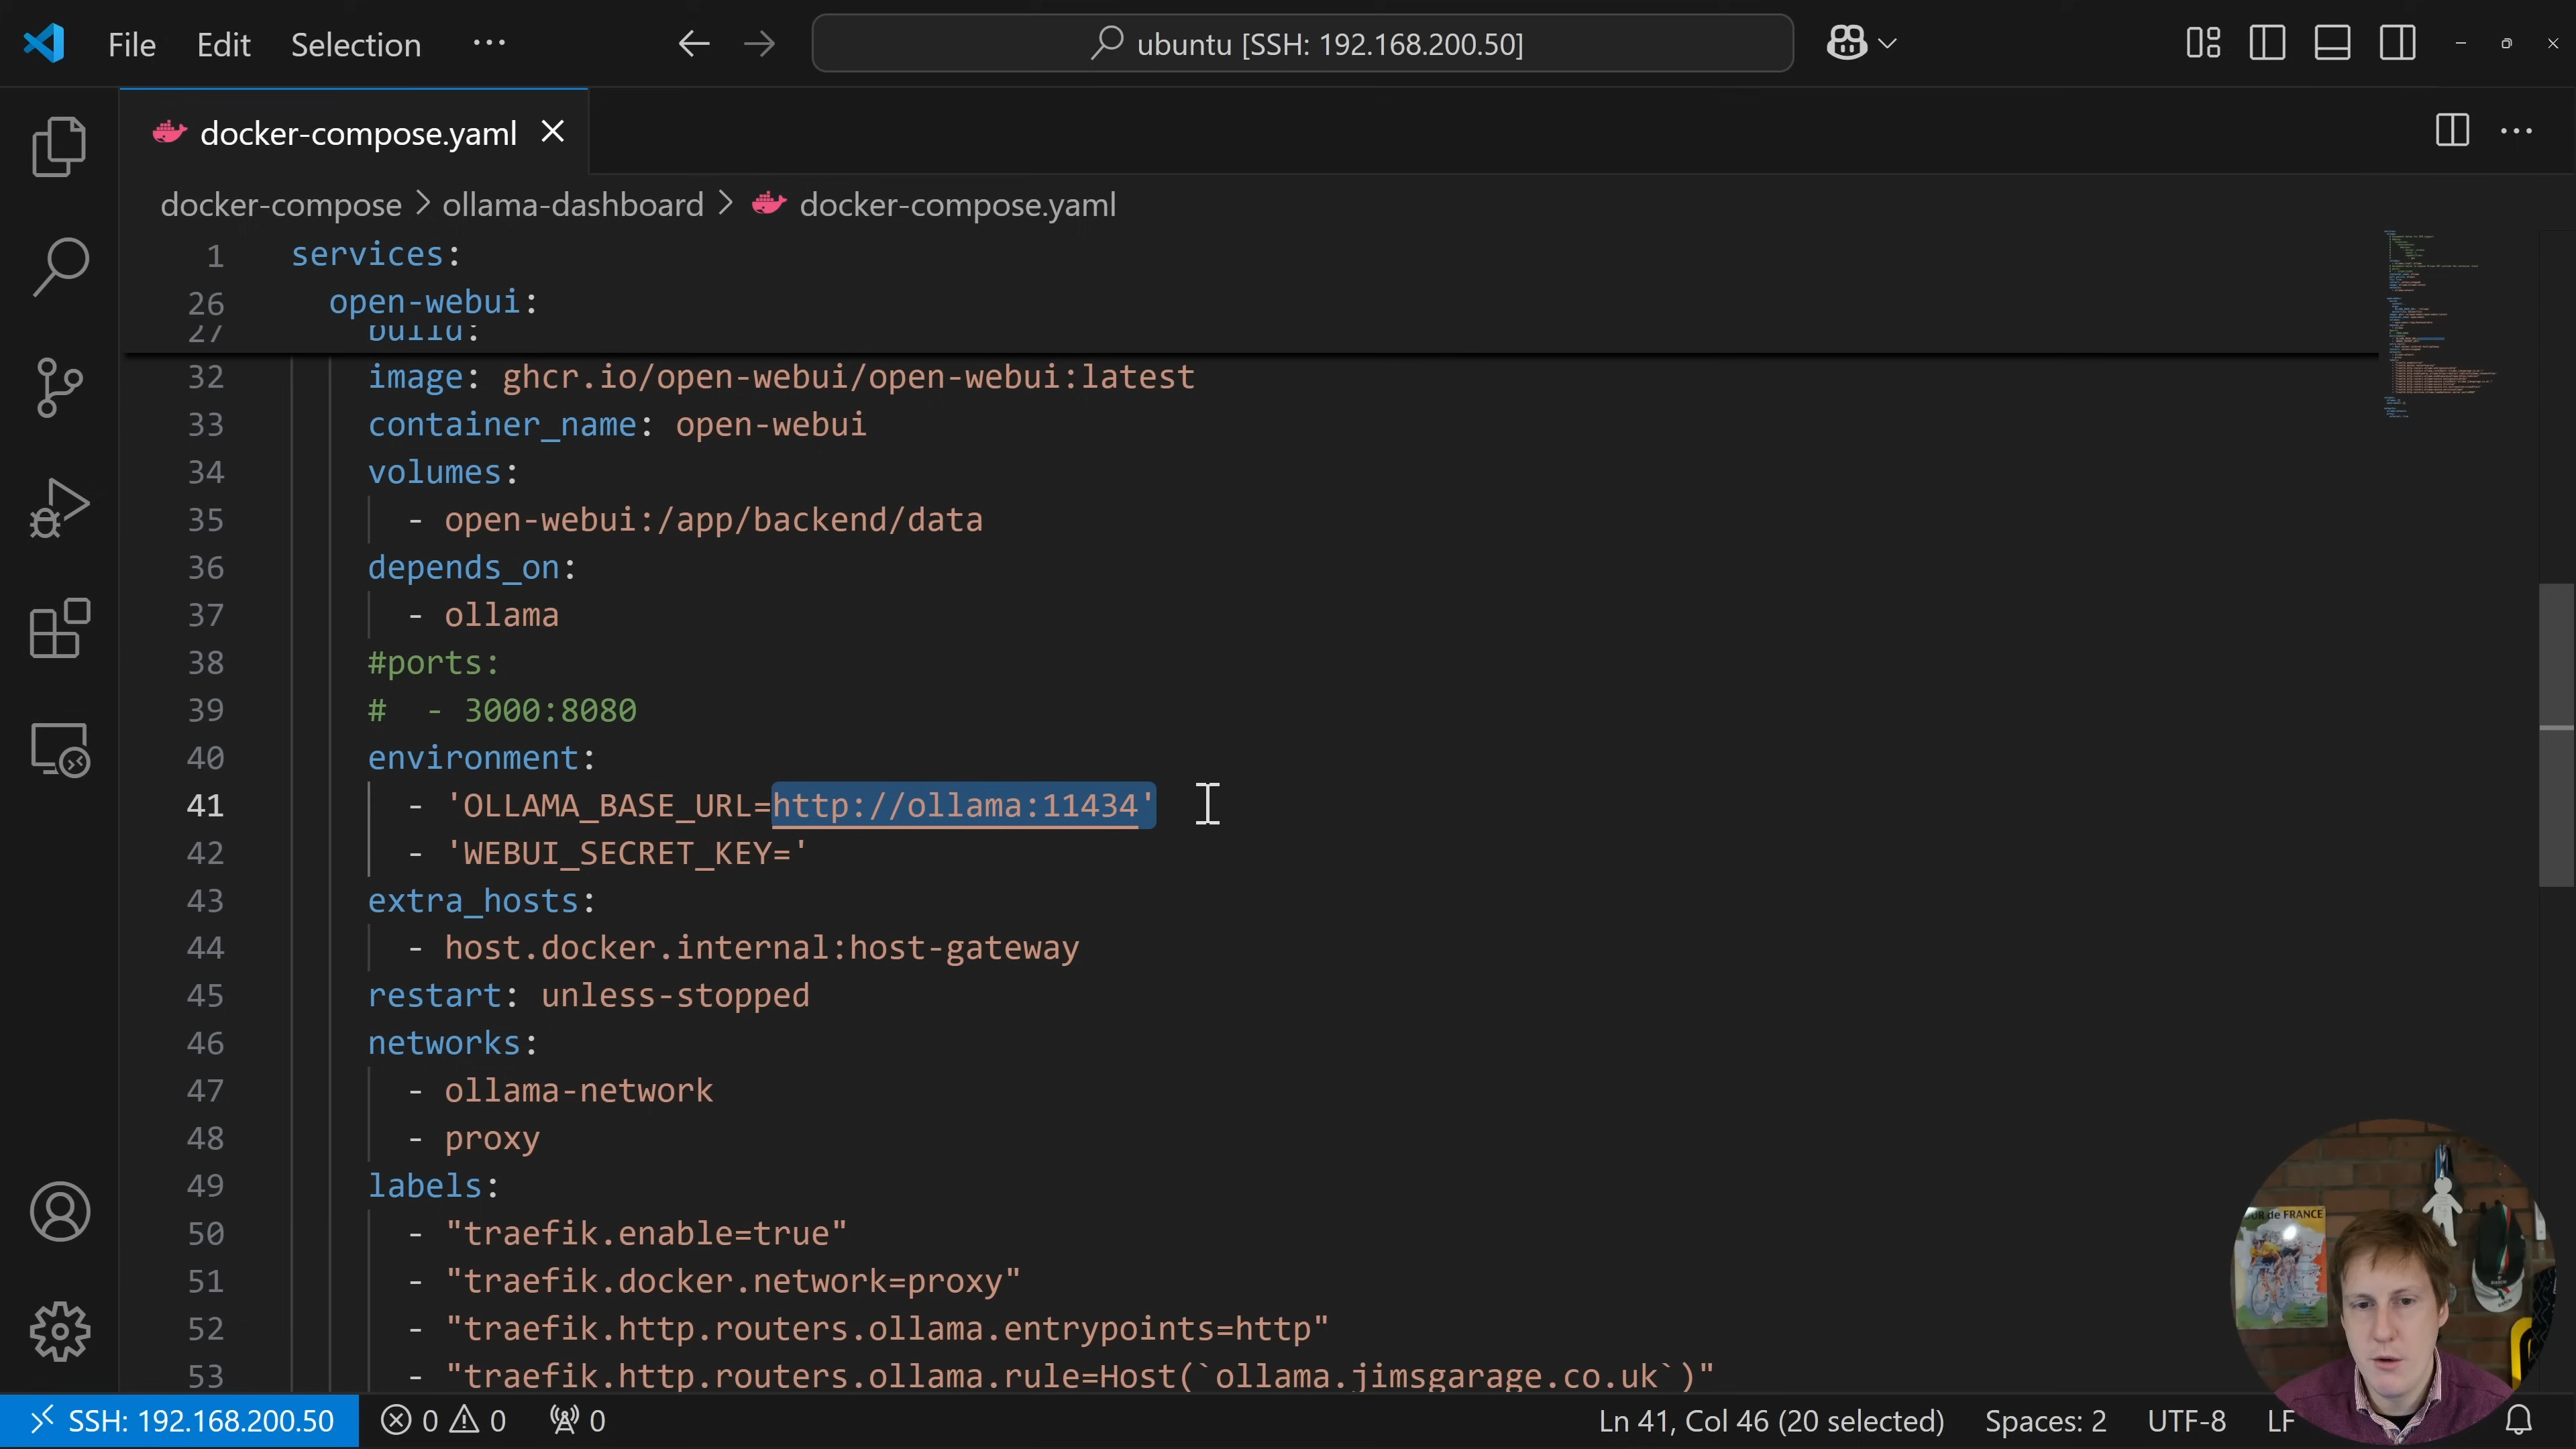 File Edit Selection ··· ubuntu [SSH: 192.168.200.50]
docker-compose.yaml
docker-compose > ollama-dashboard > docker-compose.yaml
1 services:
26 open-webui:
27 build:
32 image: ghcr.io/open-webui/open-webui:latest
33 container_name: open-webui
34 volumes:
35 - open-webui:/app/backend/data
36 depends_on:
37 - ollama
38 #ports:
39 # - 3000:8080
40 environment:
41 - 'OLLAMA_BASE_URL=http://ollama:11434'
42 - 'WEBUI_SECRET_KEY='
43 extra_hosts:
44 - host.docker.internal:host-gateway
45 restart: unless-stopped
46 networks:
47 - ollama-network
48 - proxy
49 labels:
50 - "traefik.enable=true"
51 - "traefik.docker.network=proxy"
52 - "traefik.http.routers.ollama.entrypoints=http"
53 - "traefik.http.routers.ollama.rule=Host(`ollama.jimsgarage.co.uk`)"
de FRANCE
SSH: 192.168.200.50 0 0 0 Ln 41, Col 46 (20 selected) Spaces: 2 UTF-8 LF